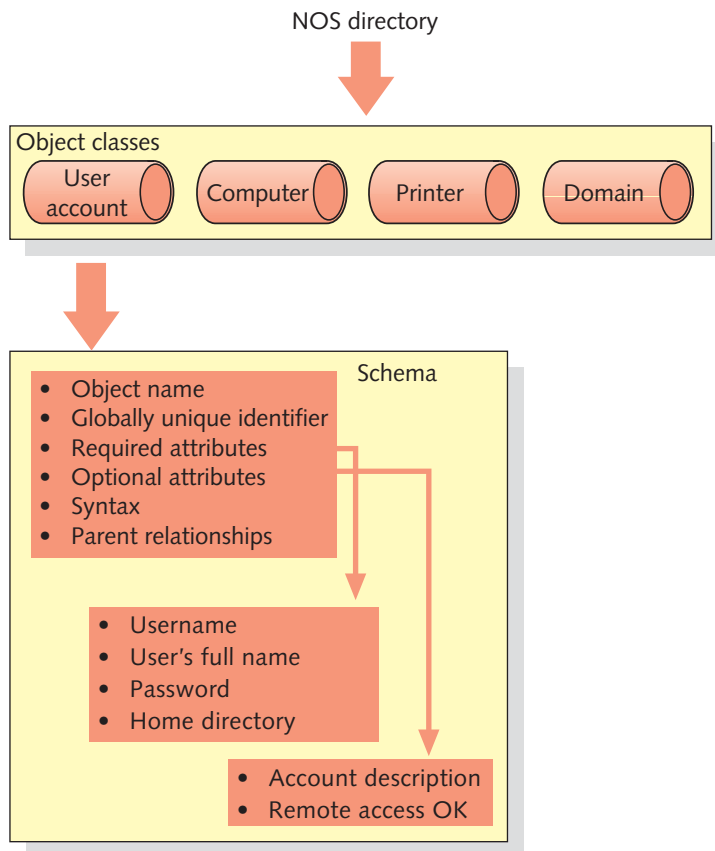 NOS directory
Object classes
User
account
Computer
Printer
Domain
Schema
• Object name
• Globally unique identifier
• Required attributes
• Optional attributes
• Syntax
• Parent relationships
• Username
• User's full name
• Password
• Home directory
• Account description
• Remote access OK